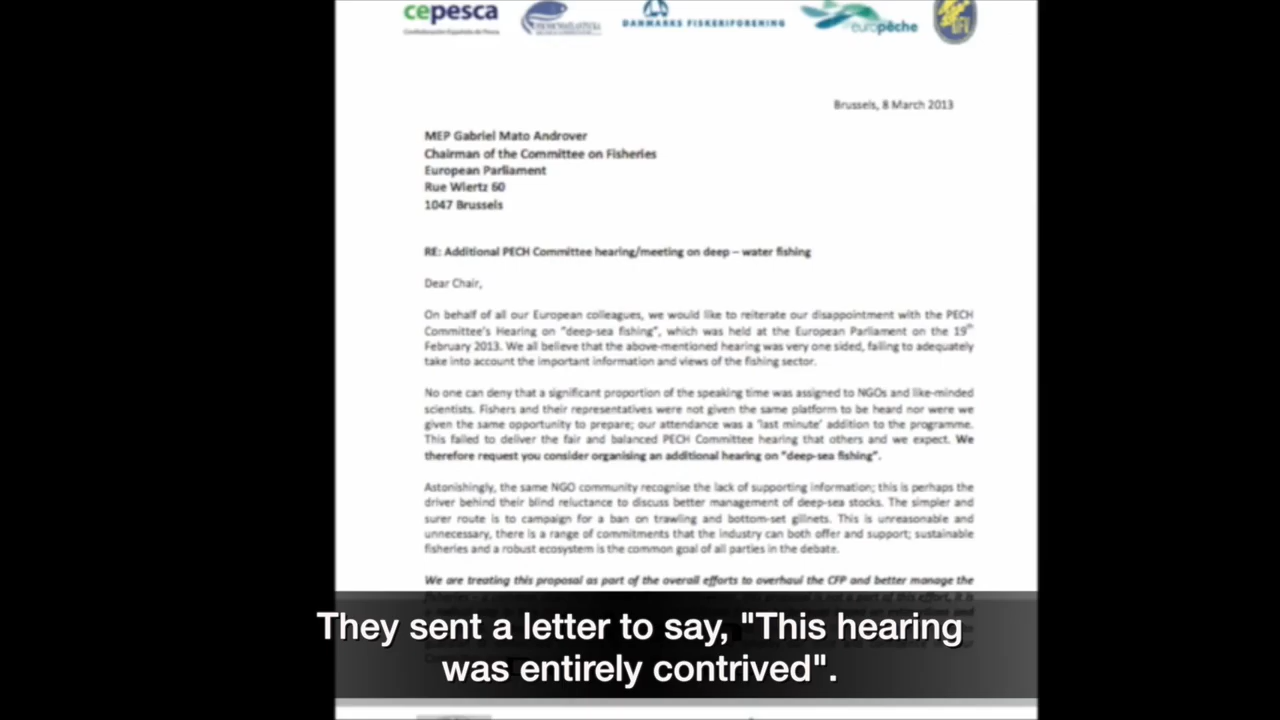 cepesca
Confederación Española de Pesca
DANMARKS FISKERIFORENING
europêche
Brussels, 8 March 2013
MEP Gabriel Mato Androver
Chairman of the Committee on Fisheries
European Parliament
Rue Wiertz 60
1047 Brussels
RE: Additional PECH Committee hearing/meeting on deep – water fishing
Dear Chair,
On behalf of all our European colleagues, we would like to reiterate our disappointment with the PECH
Committee's Hearing on "deep-sea fishing", which was held at the European Parliament on the 19th
February 2013. We all believe that the above-mentioned hearing was very one sided, failing to adequately
take into account the important information and views of the fishing sector.
No one can deny that a significant proportion of the speaking time was assigned to NGOs and like-minded
scientists. Fishers and their representatives were not given the same platform to be heard nor were we
given the same opportunity to prepare; our attendance was a 'last minute' addition to the programme.
This failed to deliver the fair and balanced PECH Committee hearing that others and we expect. We
therefore request you consider organising an additional hearing on "deep-sea fishing".
Astonishingly, the same NGO community recognise the lack of supporting information; this is perhaps the
driver behind their blind reluctance to discuss better management of deep-sea stocks. The simpler and
surer route is to campaign for a ban on trawling and bottom-set gillnets. This is unreasonable and
unnecessary, there is a range of commitments that the industry can both offer and support; sustainable
fisheries and a robust ecosystem is the common goal of all parties in the debate.
We are treating this proposal as part of the overall efforts to overhaul the CFP and better manage the
They sent a letter to say, "This hearing
was entirely contrived".